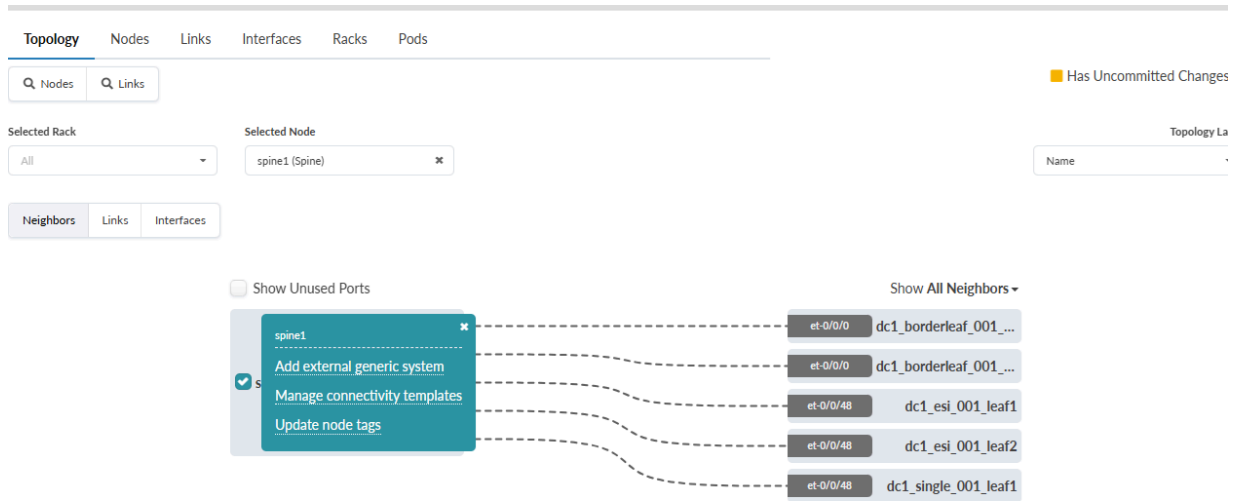 Topology Nodes Links Interfaces Racks Pods
Nodes Links
Has Uncommitted Changes
Selected Rack Selected Node Topology La
All spine1 (Spine) Name
Neighbors Links Interfaces
Show Unused Ports Show All Neighbors
spine1
Add external generic system
Manage connectivity templates
Update node tags
s
et-0/0/0 dc1_borderleaf_001_...
et-0/0/0 dc1_borderleaf_001_...
et-0/0/48 dc1_esi_001_leaf1
et-0/0/48 dc1_esi_001_leaf2
et-0/0/48 dc1_single_001_leaf1